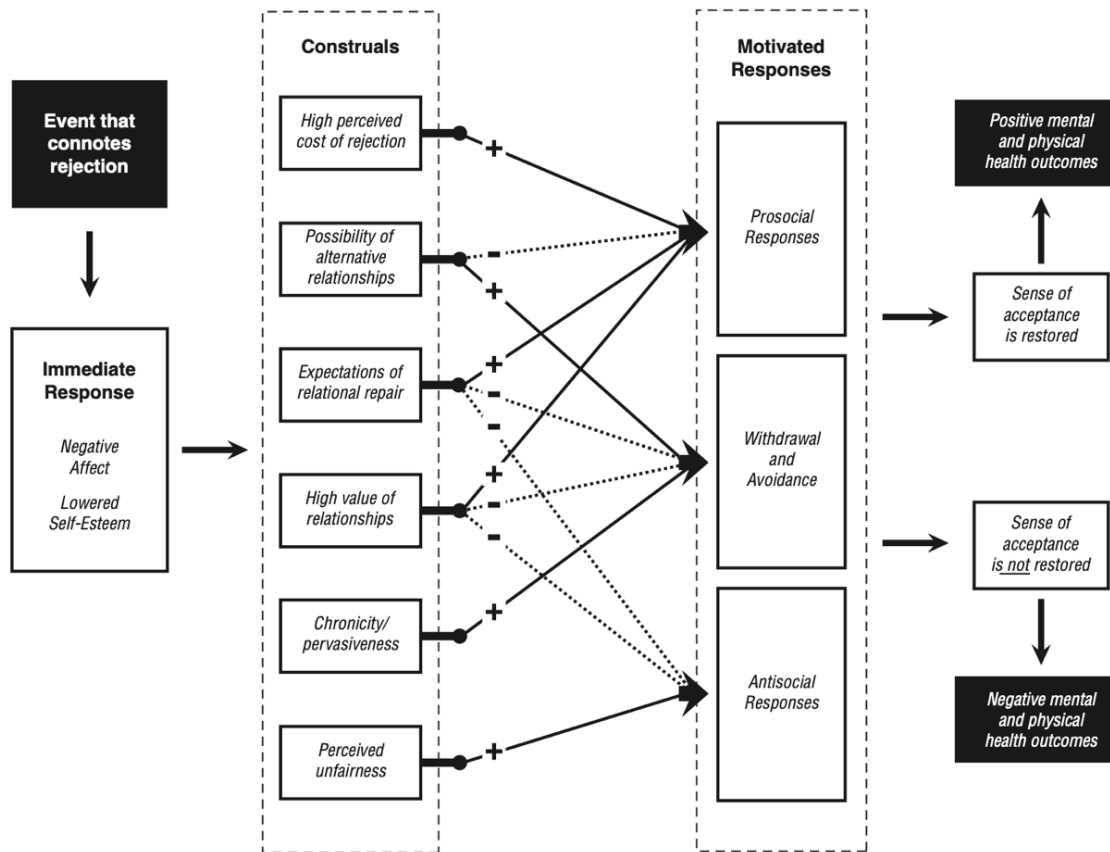 Event that
connotes
rejection
Immediate
Response
Negative
Affect
Lowered
Self-Esteem
Construals
High perceived
cost of rejection
Possibility of
alternative
relationships
Expectations of
relational repair
High value of
relationships
Chronicity/
pervasiveness
Perceived
unfairness
+
-
+
+
-
-
+
-
-
+
+
Motivated
Responses
Prosocial
Responses
Withdrawal
and
Avoidance
Antisocial
Responses
Positive mental
and physical
health outcomes
Sense of
acceptance
is restored
Sense of
acceptance
is not restored
Negative mental
and physical
health outcomes